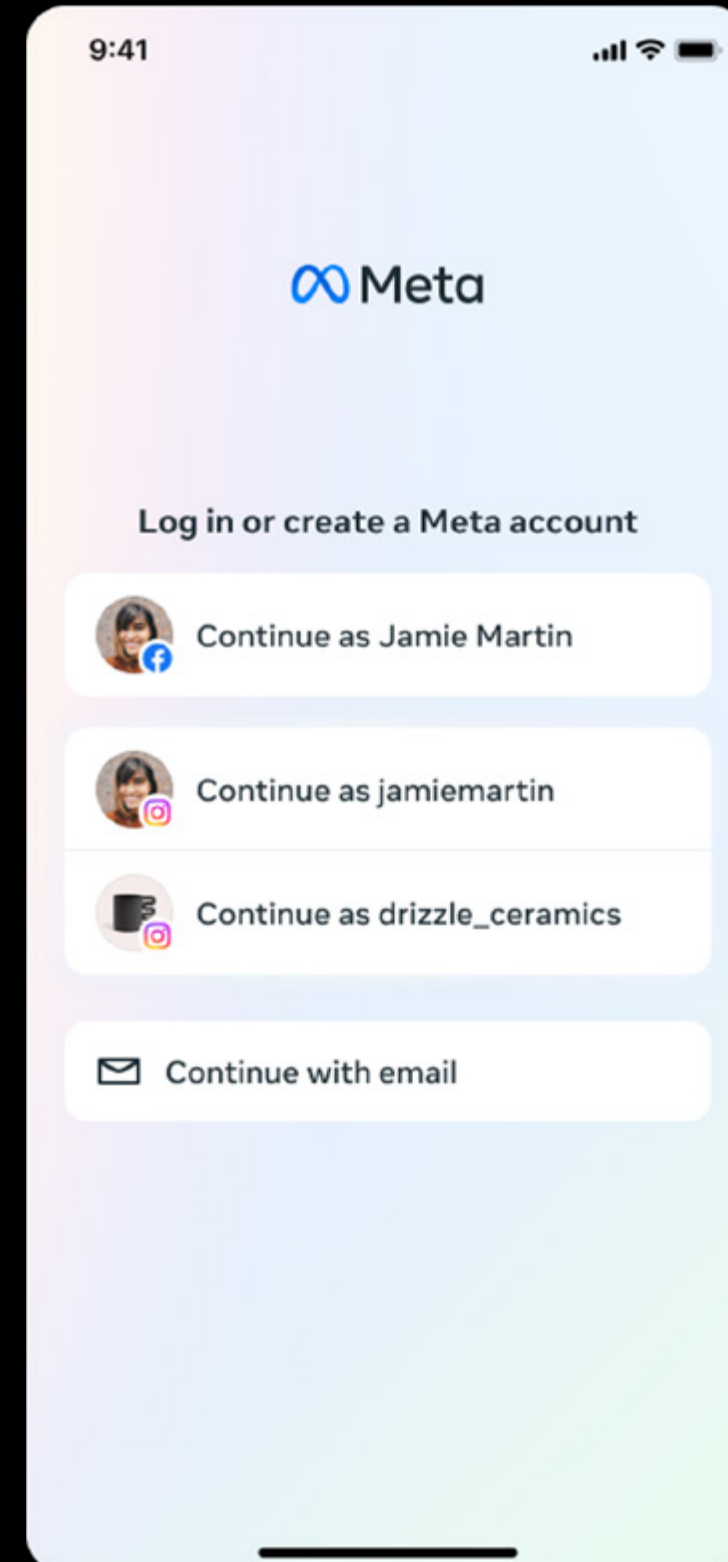 9:41
Meta
Log in or create a Meta account
Continue as Jamie Martin
Continue as jamiemartin
Continue as drizzle_ceramics
Continue with email